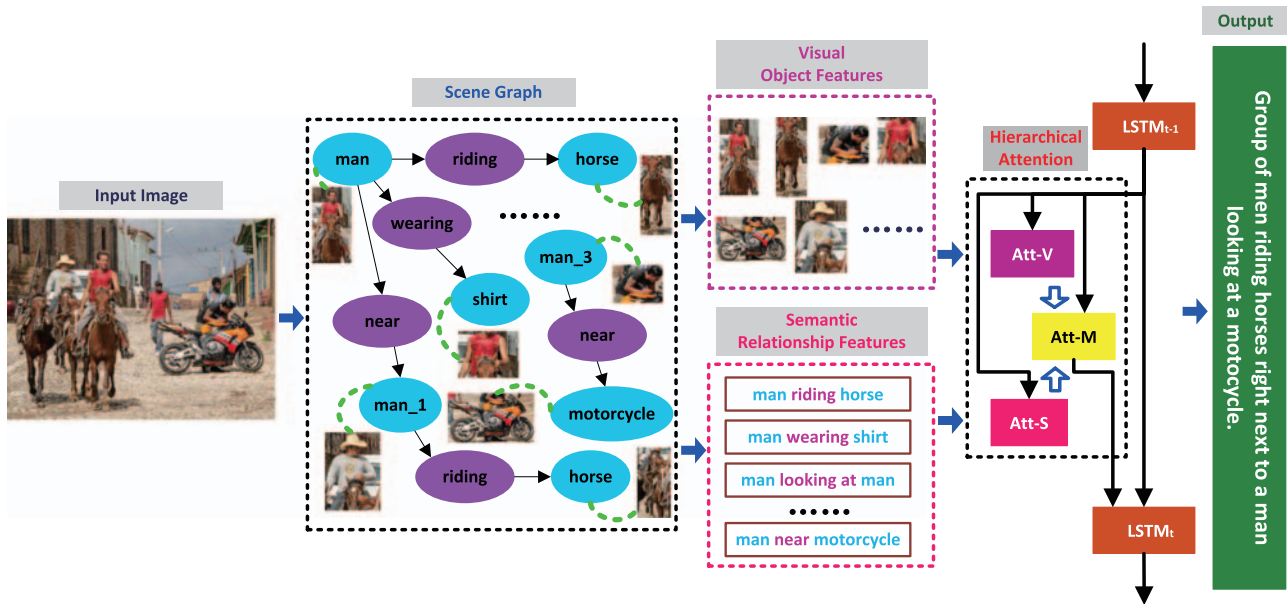 Input Image
Scene Graph
man
riding
horse
wearing
.......
man_3
shirt
near
near
man_1
motorcycle
riding
horse
Visual
Object Features
......
Semantic
Relationship Features
man riding horse
man wearing shirt
man looking at man
......
man near motorcycle
Hierarchical
Attention
Att-V
Att-M
Att-S
LSTMt-1
LSTMt
Output
Group of men riding horses right next to a man
looking at a motocycle.